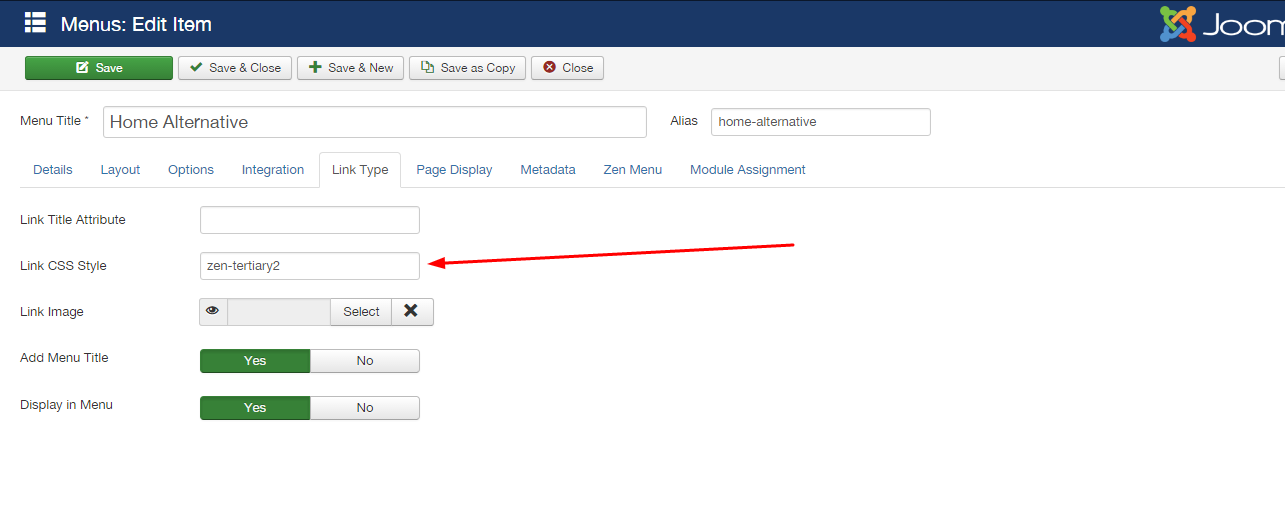 Menus: Edit Item
Save Save & Close Save & New Save as Copy Close
Menu Title * Home Alternative Alias home-alternative
Details Layout Options Integration Link Type Page Display Metadata Zen Menu Module Assignment
Link Title Attribute
Link CSS Style zen-tertiary2
Link Image Select
Add Menu Title Yes No
Display in Menu Yes No